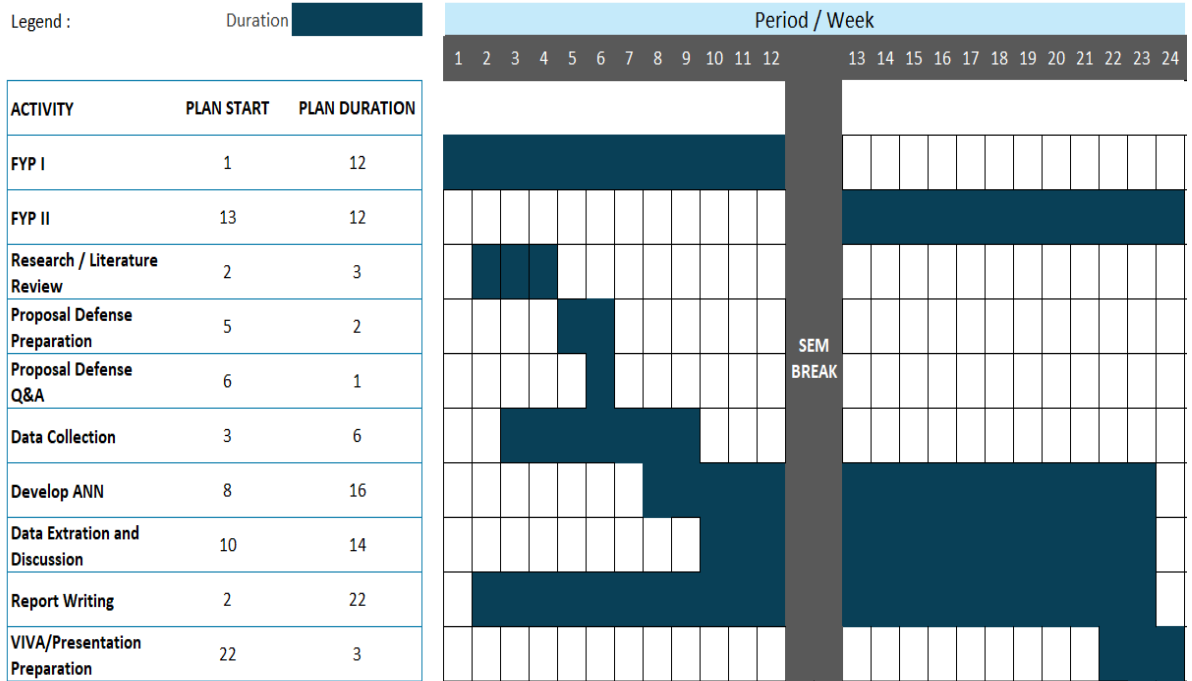 Legend : Duration Period / Week
1 2 3 4 5 6 7 8 9 10 11 12 13 14 15 16 17 18 19 20 21 22 23 24
ACTIVITY PLAN START PLAN DURATION
FYP I 1 12
FYP II 13 12
Research / Literature
Review 2 3
Proposal Defense
Preparation 5 2
Proposal Defense
Q&A 6 1
SEM
BREAK
Data Collection 3 6
Develop ANN 8 16
Data Extration and
Discussion 10 14
Report Writing 2 22
VIVA/Presentation
Preparation 22 3